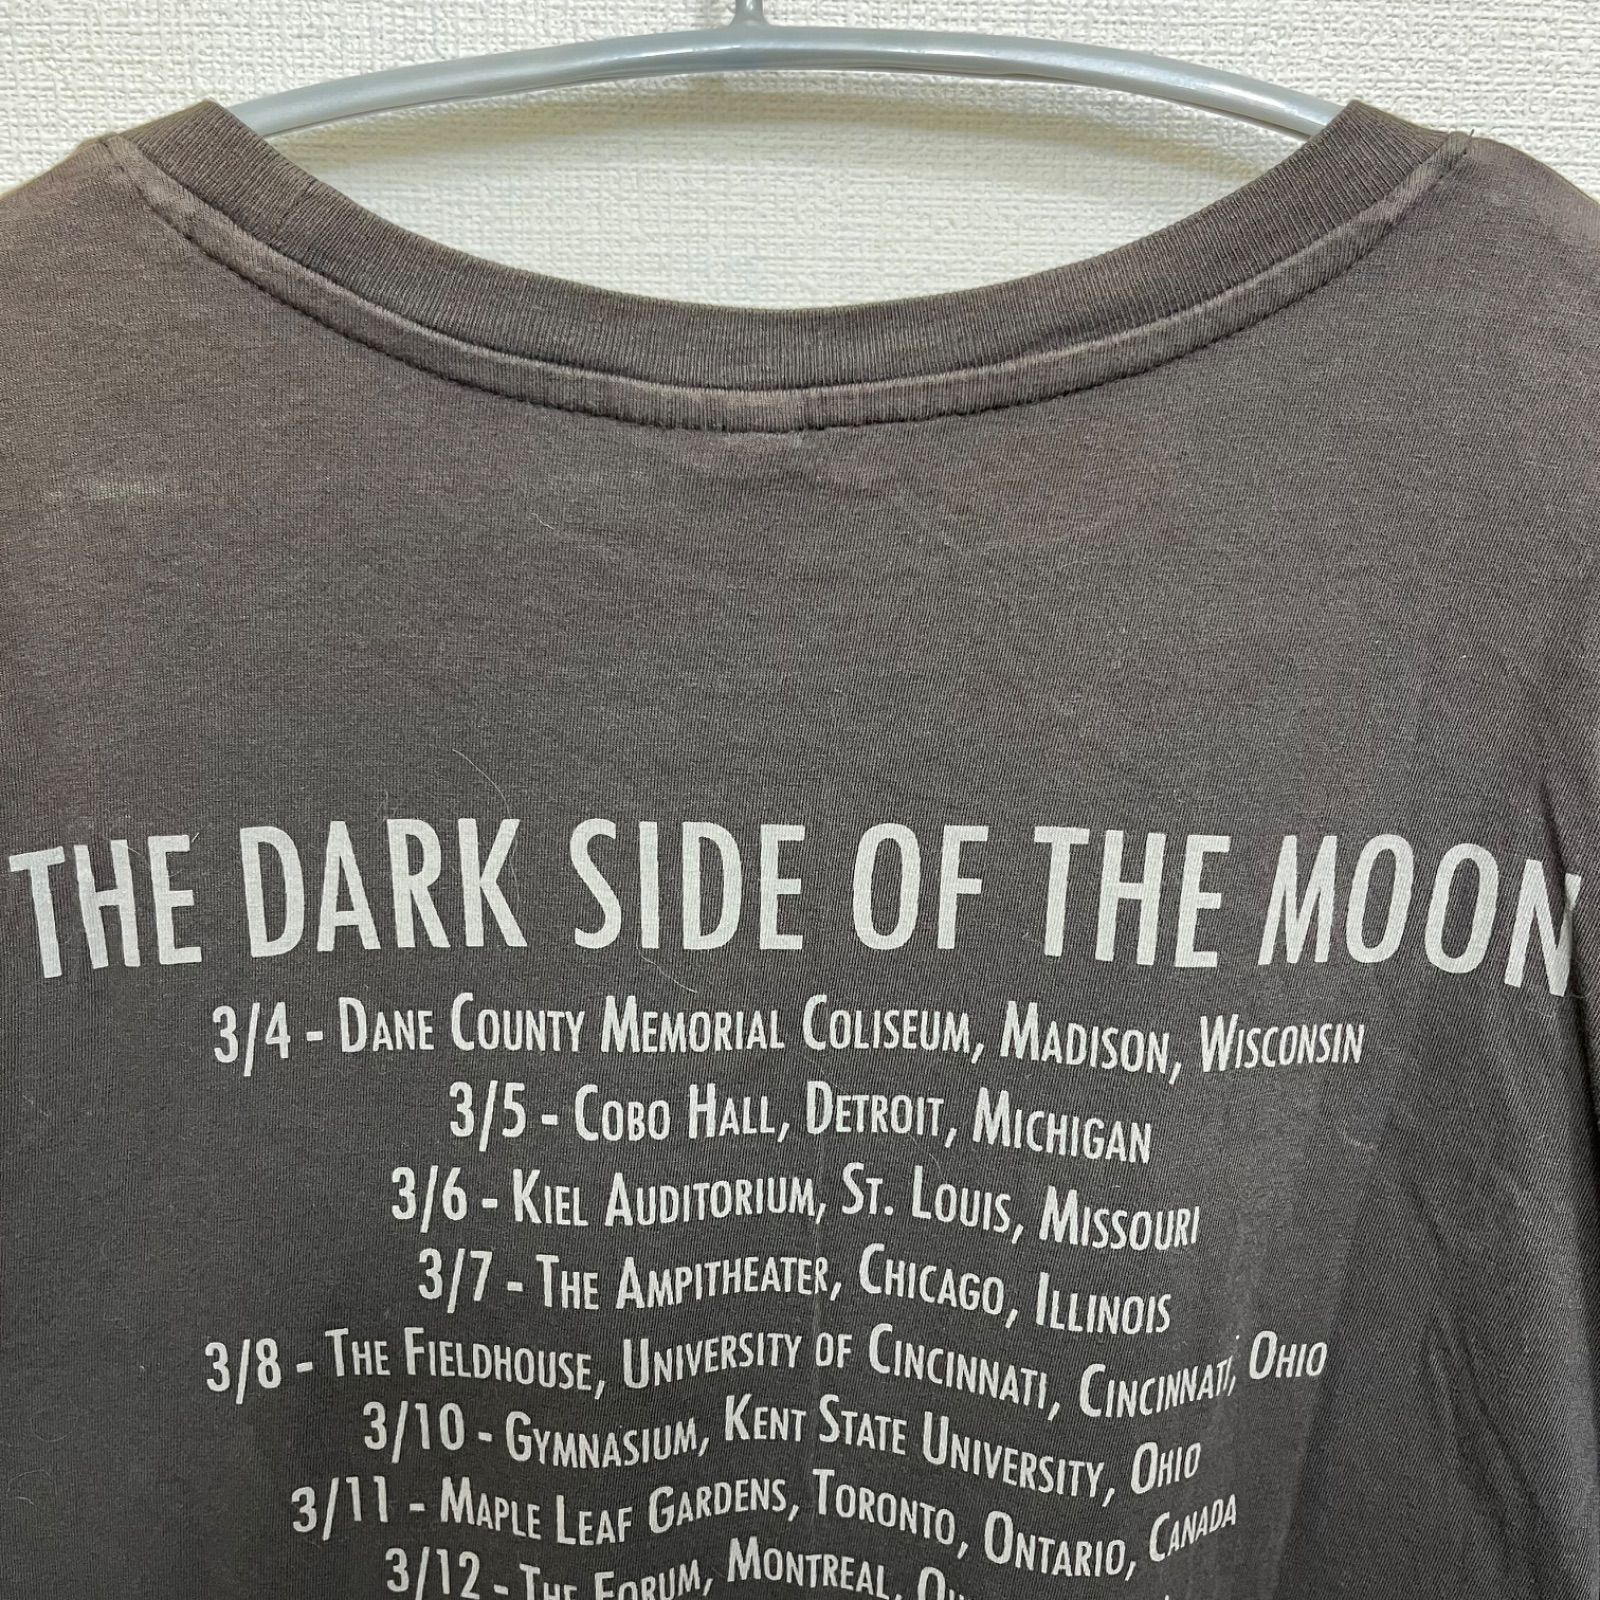 THE DARK SIDE OF THE MOON
3/4 - DANE COUNTY MEMORIAL COLISEUM, MADISON, WISCONSIN
3/5 - COBO HALL, DETROIT, MICHIGAN
3/6 - KIEL AUDITORIUM, ST. LOUIS, MISSOURI
3/7 - THE AMPITHEATER, CHICAGO, ILLINOIS
3/8 - THE FIELDHOUSE, UNIVERSITY OF CINCINNATI, CINCINNATI, OHIO
3/10 - GYMNASIUM, KENT STATE UNIVERSITY, OHIO
3/11 - MAPLE LEAF GARDENS, TORONTO, ONTARIO, CANADA
3/12 - THE FORUM, MONTREAL,